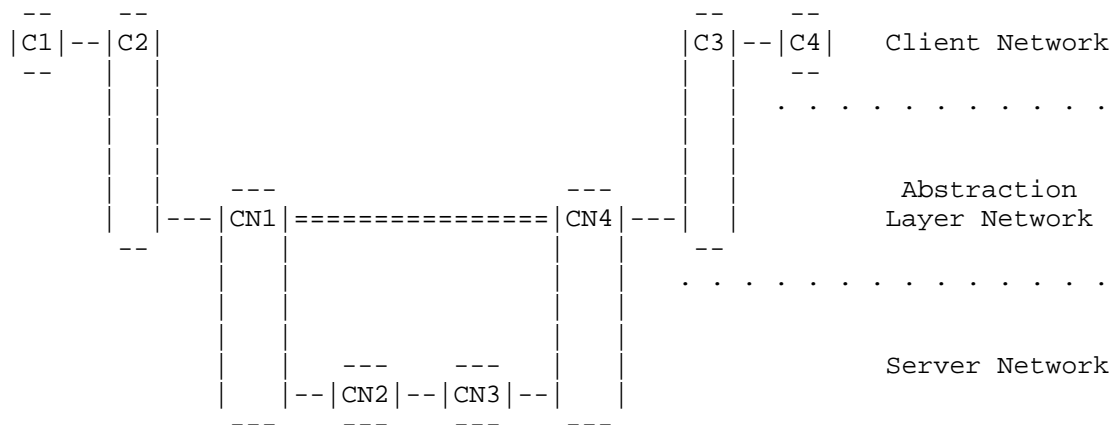 |C1|--|C2| |C3|--|C4| Client Network
Abstraction
|---|CN1|================|CN4|---| Layer Network
Server Network
|--|CN2|--|CN3|--|